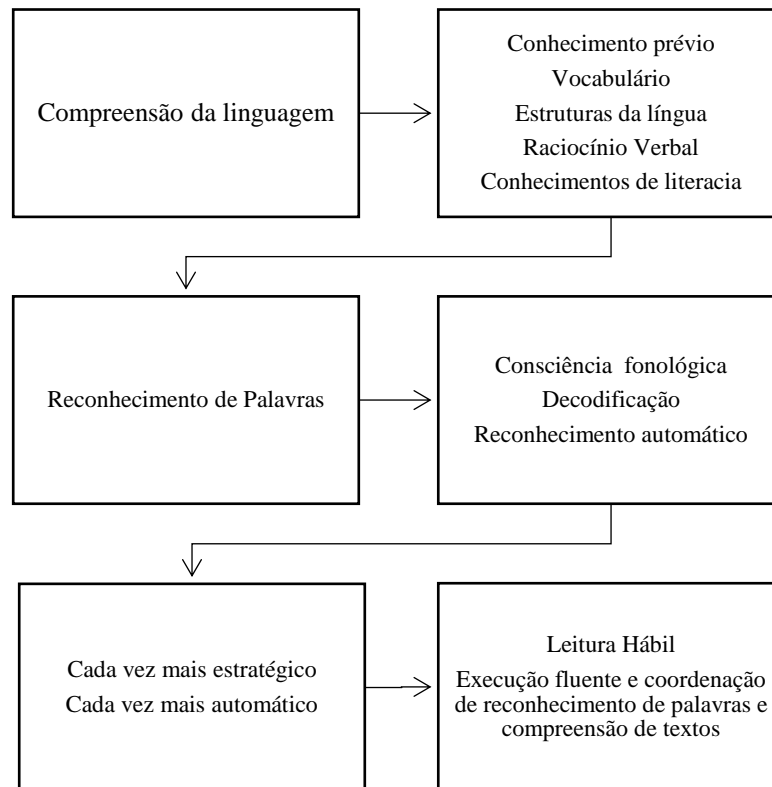 Compreensão da linguagem
Conhecimento prévio
Vocabulário
Estruturas da língua
Raciocínio Verbal
Conhecimentos de literacia
Reconhecimento de Palavras
Consciência fonológica
Decodificação
Reconhecimento automático
Cada vez mais estratégico
Cada vez mais automático
Leitura Hábil
Execução fluente e coordenação
de reconhecimento de palavras e
compreensão de textos